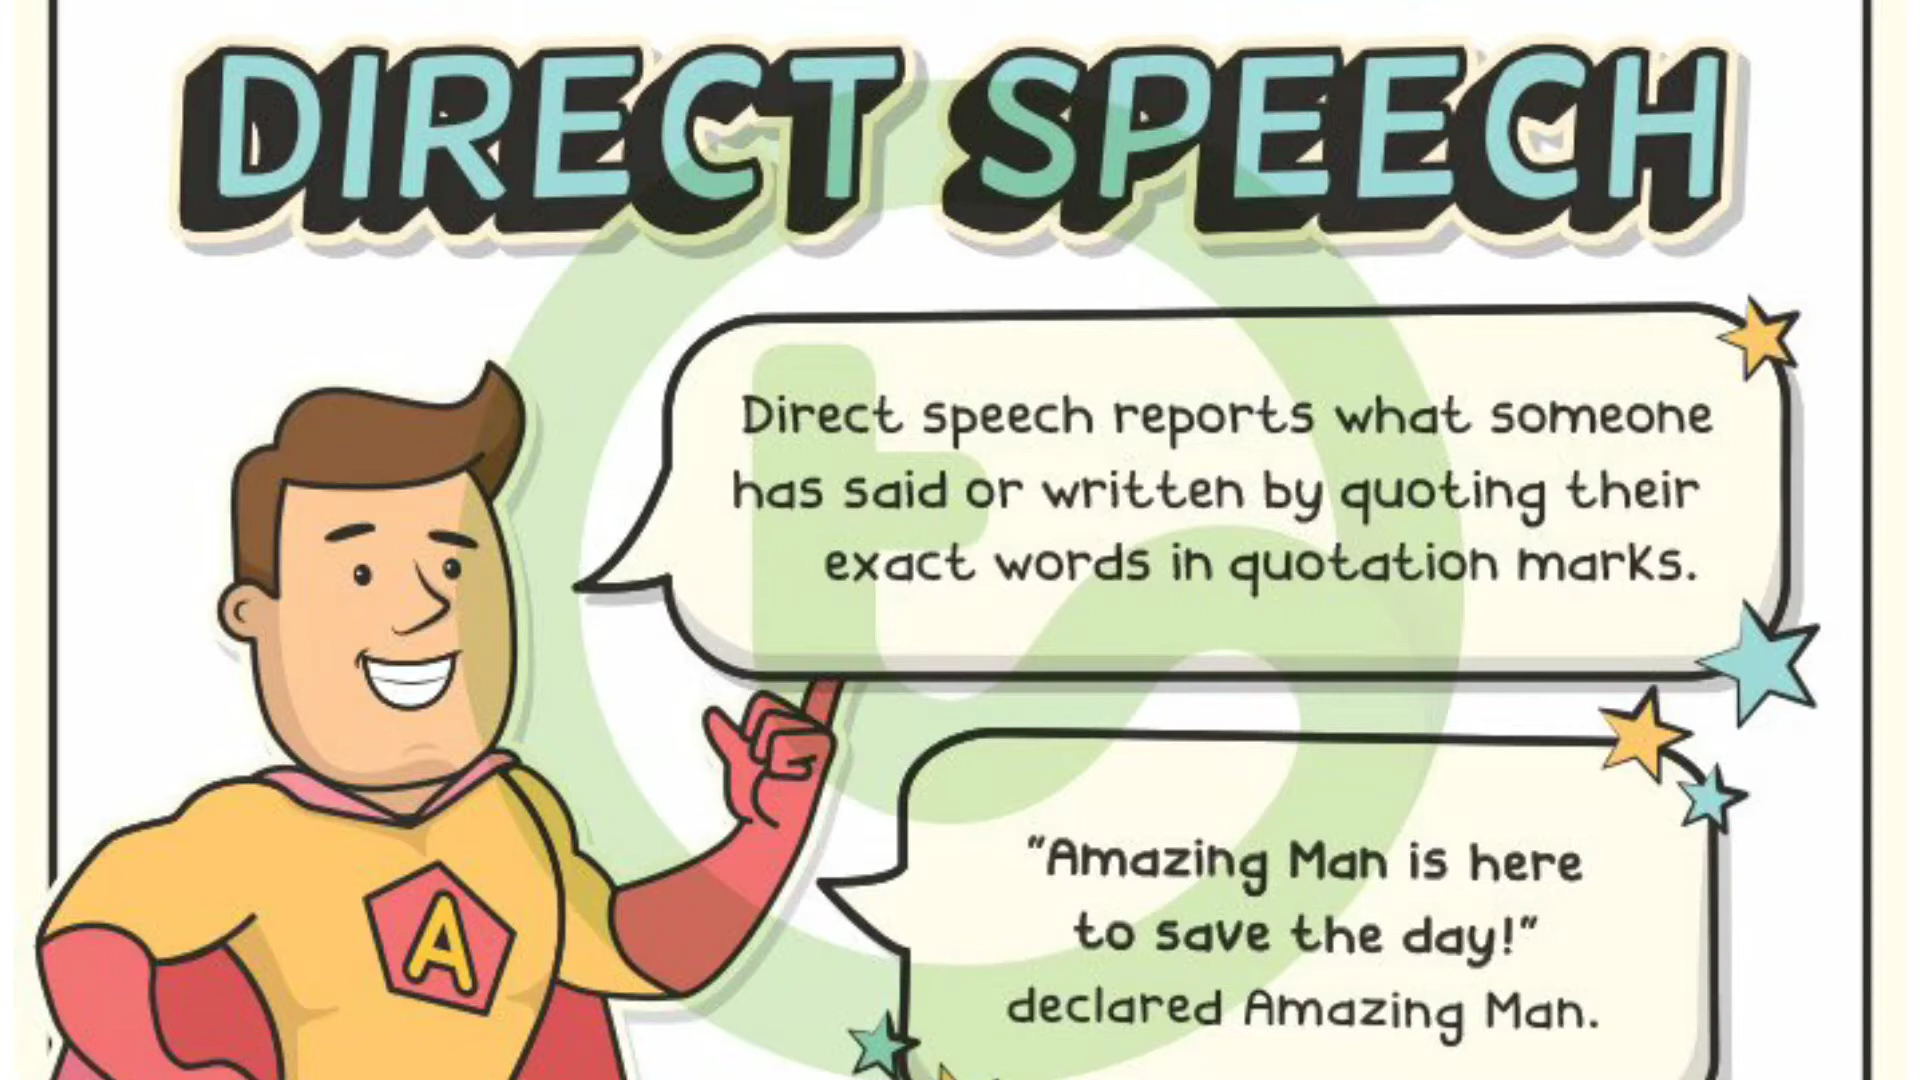 DIRECT SPEECH
Direct speech reports what someone
has said or written by quoting their
exact words in quotation marks.
"Amazing Man is here
to save the day!"
declared Amazing Man.
A